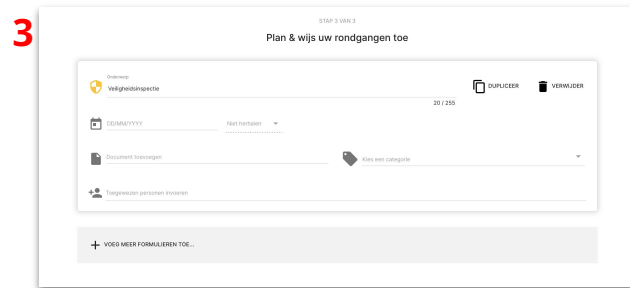 3
STAP 3 VAN 3
Plan & wijs uw rondgangen toe
Onderwerp
Veiligheidsinspectie
20 / 255
DUPLICEER
VERWIJDER
DD/MM/YYYY
Niet herhalen
Document toevoegen
Kies een categorie
Toegewezen personen invoeren
VOEG MEER FORMULIEREN TOE...